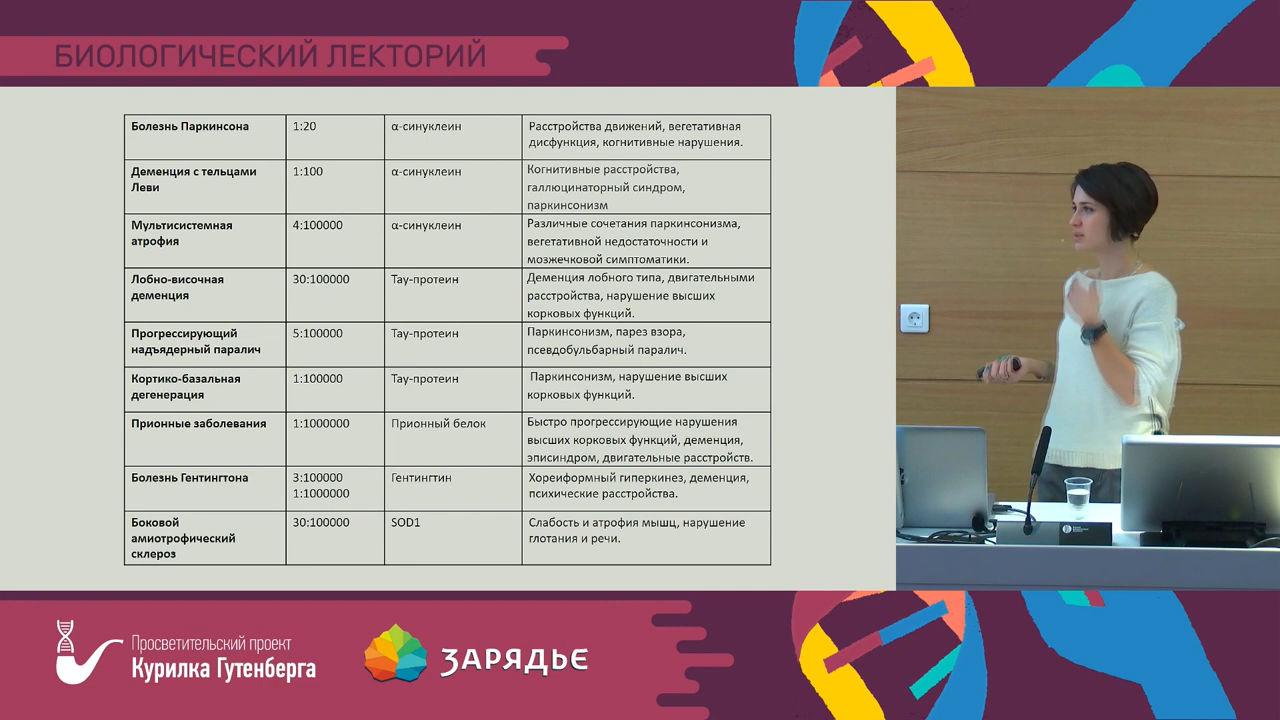 БИОЛОГИЧЕСКИЙ ЛЕКТОРИЙ
Болезнь Паркинсона
1:20
α-синуклеин
Расстройства движений, вегетативная
дисфункция, когнитивные нарушения.
Деменция с тельцами
Леви
1:100
α-синуклеин
Когнитивные расстройства,
галлюцинаторный синдром,
паркинсонизм
Мультисистемная
атрофия
4:100000
α-синуклеин
Различные сочетания паркинсонизма,
вегетативной недостаточности и
мозжечковой симптоматики.
Лобно-височная
деменция
30:100000
Тау-протеин
Деменция лобного типа, двигательными
расстройства, нарушение высших
корковых функций.
Прогрессирующий
надъядерный паралич
5:100000
Тау-протеин
Паркинсонизм, парез взора,
псевдобульбарный паралич.
Кортико-базальная
дегенерация
1:100000
Тау-протеин
Паркинсонизм, нарушение высших
корковых функций.
Прионные заболевания
1:1000000
Прионный белок
Быстро прогрессирующие нарушения
высших корковых функций, деменция,
эписиндром, двигательные расстройств.
Болезнь Гентингтона
3:100000
1:1000000
Гентингтин
Хореиформный гиперкинез, деменция,
психические расстройства.
Боковой
амиотрофический
склероз
30:100000
SOD1
Слабость и атрофия мышц, нарушение
глотания и речи.
Просветительский проект
Курилка Гутенберга
ЗАРЯДЬЕ